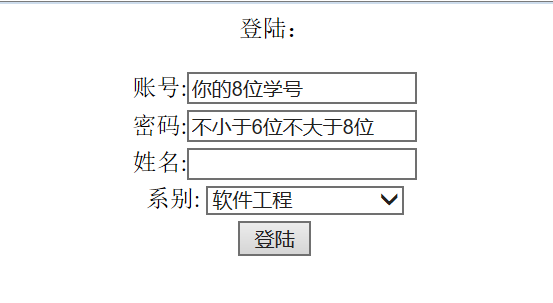 登陆：
账号:你的8位学号
密码:不小于6位不大于8位
姓名:
系别: 软件工程
登陆